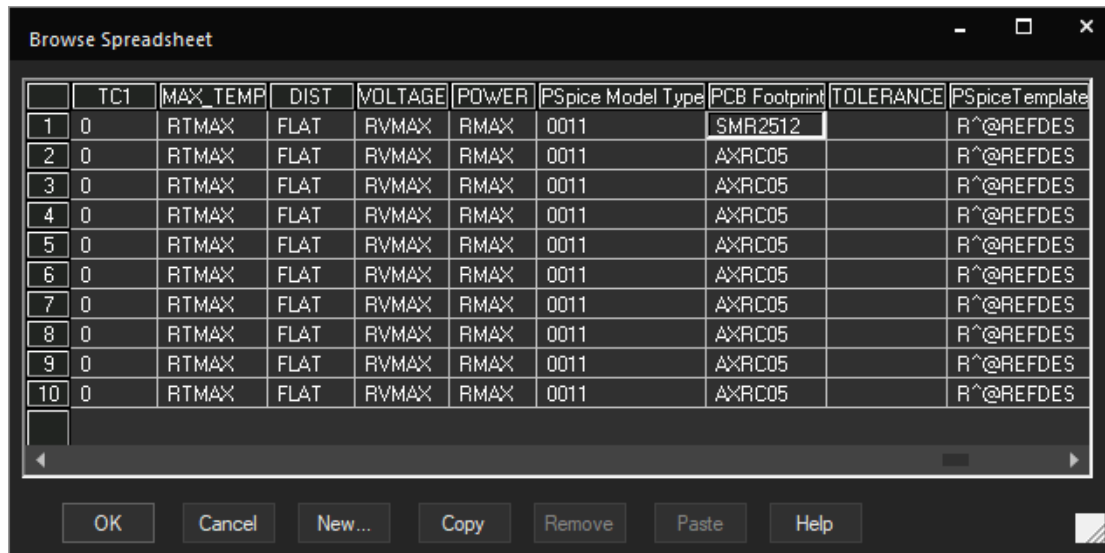 Browse Spreadsheet
TC1 MAX_TEMP DIST VOLTAGE POWER PSpice Model Type PCB Footprint TOLERANCE PSpiceTemplate
1 0 RTMAX FLAT RVMAX RMAX 0011 SMR2512 R^@REFDES
2 0 RTMAX FLAT RVMAX RMAX 0011 AXRC05 R^@REFDES
3 0 RTMAX FLAT RVMAX RMAX 0011 AXRC05 R^@REFDES
4 0 RTMAX FLAT RVMAX RMAX 0011 AXRC05 R^@REFDES
5 0 RTMAX FLAT RVMAX RMAX 0011 AXRC05 R^@REFDES
6 0 RTMAX FLAT RVMAX RMAX 0011 AXRC05 R^@REFDES
7 0 RTMAX FLAT RVMAX RMAX 0011 AXRC05 R^@REFDES
8 0 RTMAX FLAT RVMAX RMAX 0011 AXRC05 R^@REFDES
9 0 RTMAX FLAT RVMAX RMAX 0011 AXRC05 R^@REFDES
10 0 RTMAX FLAT RVMAX RMAX 0011 AXRC05 R^@REFDES
OK Cancel New... Copy Remove Paste Help